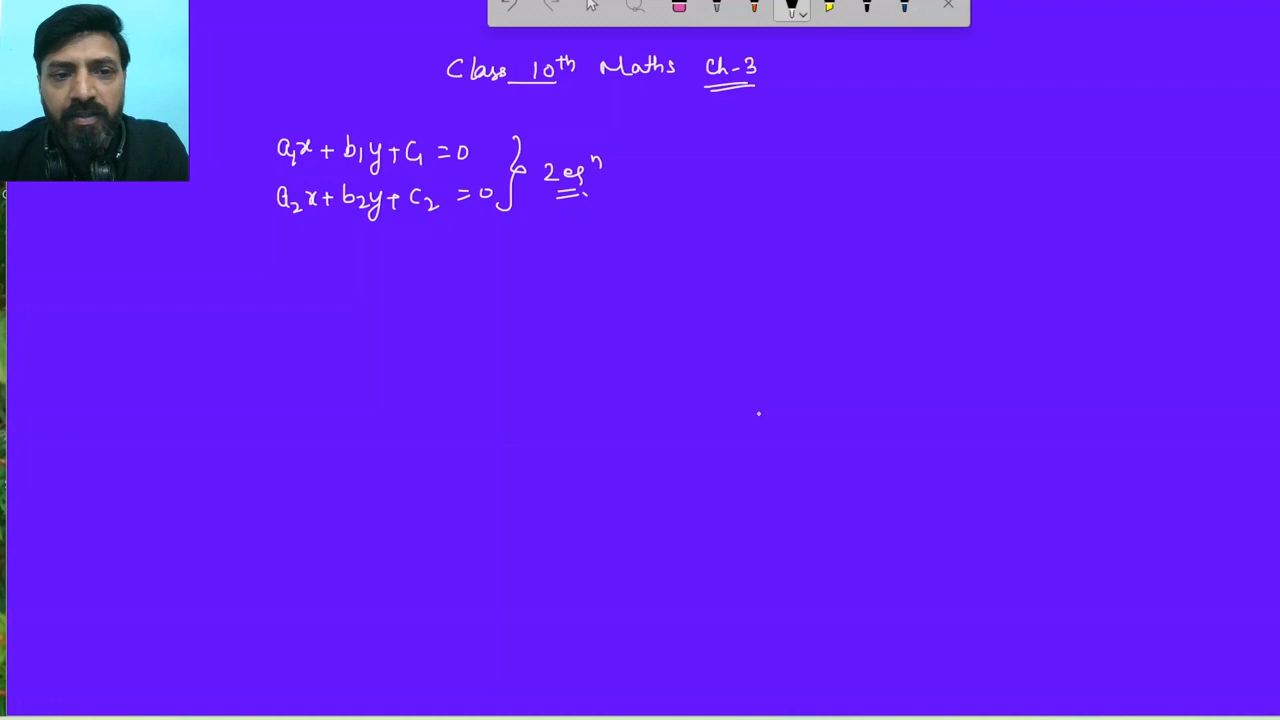 Class 10th Maths Ch-3
a₁x + b₁y + C₁ = 0
a₂x + b₂y + C₂ = 0
2 eqⁿ